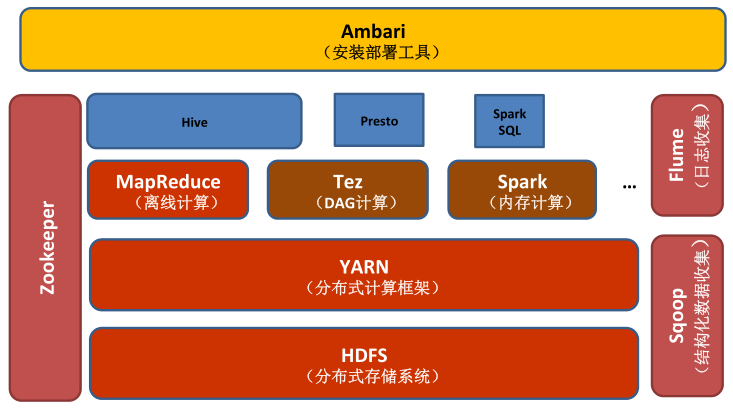 Ambari
（安装部署工具）
Zookeeper
Hive
Presto
Spark
SQL
MapReduce
（离线计算）
Tez
（DAG计算）
Spark
（内存计算）
...
Flume
（日志收集）
YARN
（分布式计算框架）
HDFS
（分布式存储系统）
Sqoop
（结构化数据收集）